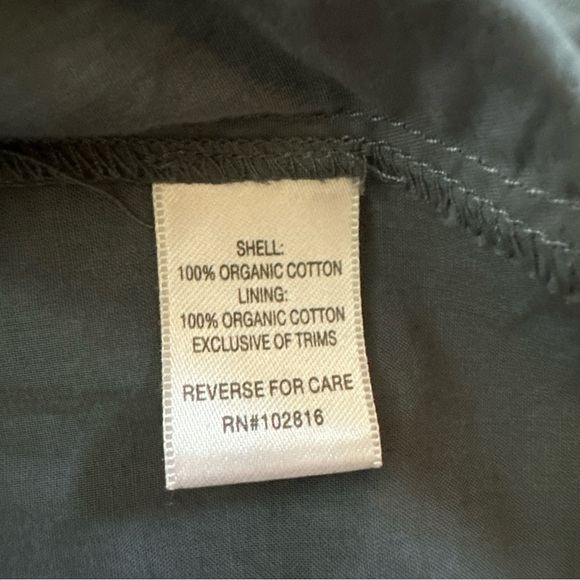 SHELL:
100% ORGANIC COTTON
LINING:
100% ORGANIC COTTON
EXCLUSIVE OF TRIMS
REVERSE FOR CARE
RN#102816